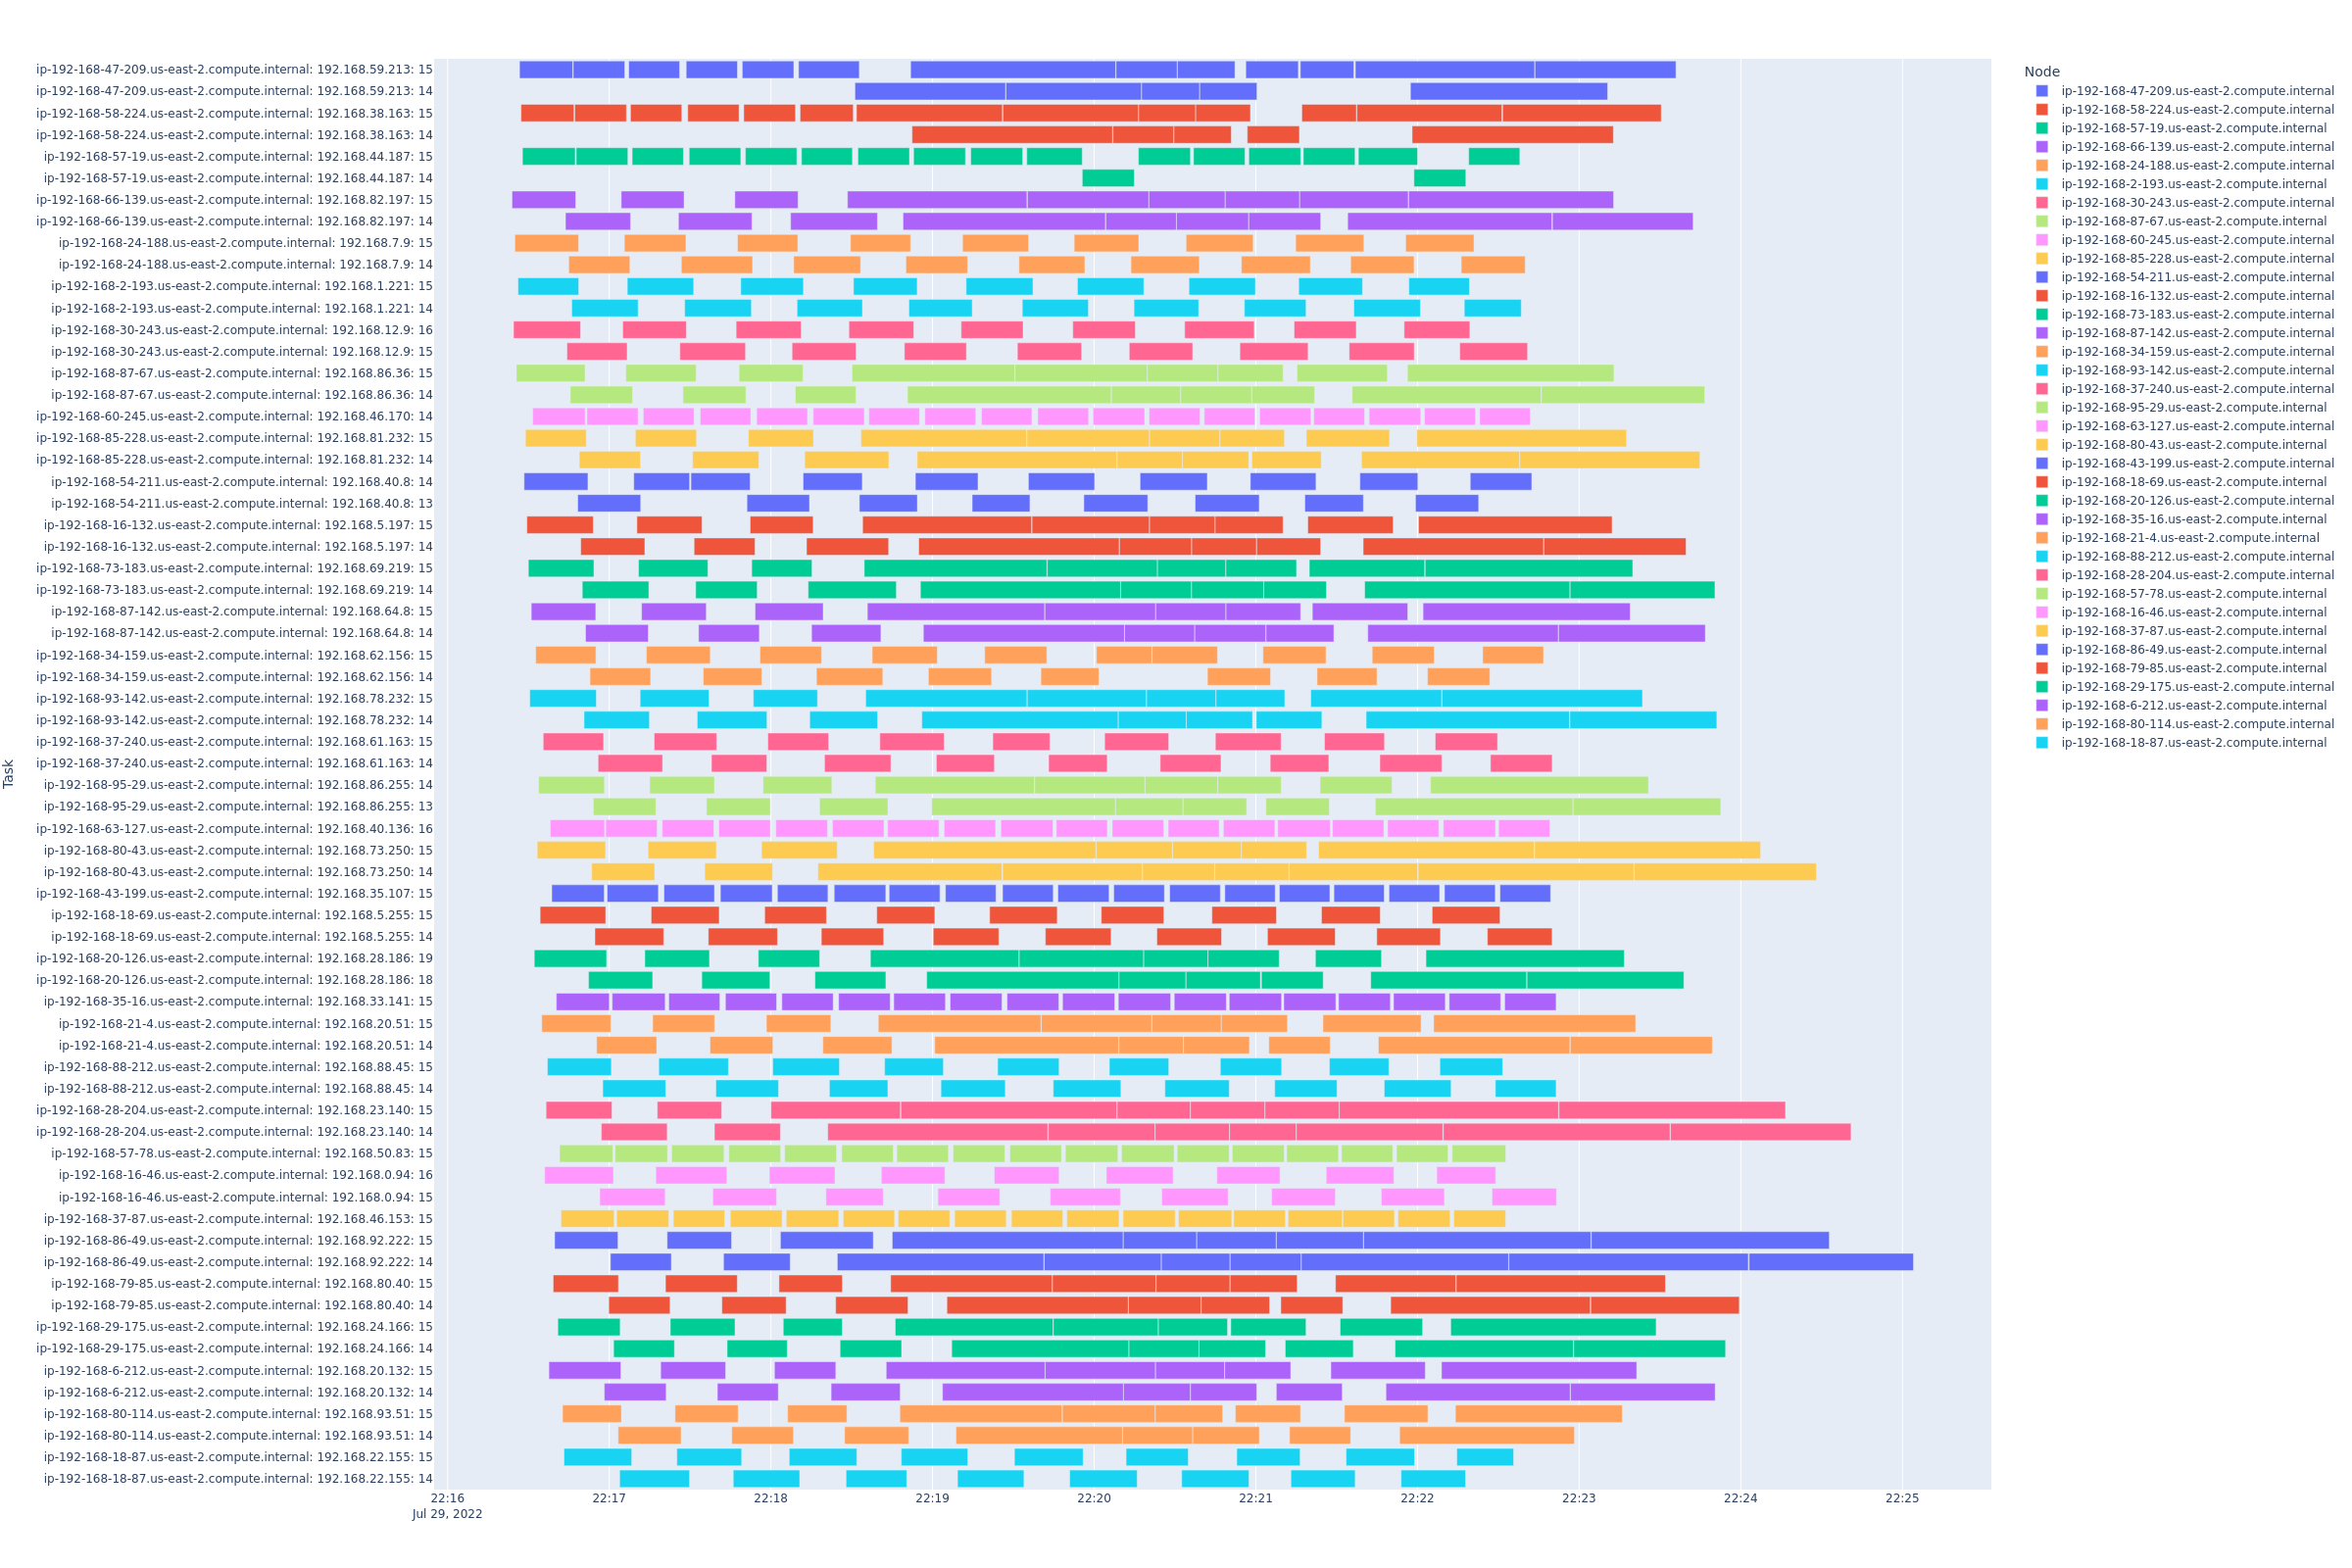 ip-192-168-47-209.us-east-2.compute.internal: 192.168.59.213: 15
ip-192-168-47-209.us-east-2.compute.internal: 192.168.59.213: 14
ip-192-168-58-224.us-east-2.compute.internal: 192.168.38.163: 15
ip-192-168-58-224.us-east-2.compute.internal: 192.168.38.163: 14
ip-192-168-57-19.us-east-2.compute.internal: 192.168.44.187: 15
ip-192-168-57-19.us-east-2.compute.internal: 192.168.44.187: 14
ip-192-168-66-139.us-east-2.compute.internal: 192.168.82.197: 15
ip-192-168-66-139.us-east-2.compute.internal: 192.168.82.197: 14
ip-192-168-24-188.us-east-2.compute.internal: 192.168.7.9: 15
ip-192-168-24-188.us-east-2.compute.internal: 192.168.7.9: 14
ip-192-168-2-193.us-east-2.compute.internal: 192.168.1.221: 15
ip-192-168-2-193.us-east-2.compute.internal: 192.168.1.221: 14
ip-192-168-30-243.us-east-2.compute.internal: 192.168.12.9: 16
ip-192-168-30-243.us-east-2.compute.internal: 192.168.12.9: 15
ip-192-168-87-67.us-east-2.compute.internal: 192.168.86.36: 15
ip-192-168-87-67.us-east-2.compute.internal: 192.168.86.36: 14
ip-192-168-60-245.us-east-2.compute.internal: 192.168.46.170: 14
ip-192-168-85-228.us-east-2.compute.internal: 192.168.81.232: 15
ip-192-168-85-228.us-east-2.compute.internal: 192.168.81.232: 14
ip-192-168-54-211.us-east-2.compute.internal: 192.168.40.8: 14
ip-192-168-54-211.us-east-2.compute.internal: 192.168.40.8: 13
ip-192-168-16-132.us-east-2.compute.internal: 192.168.5.197: 15
ip-192-168-16-132.us-east-2.compute.internal: 192.168.5.197: 14
ip-192-168-73-183.us-east-2.compute.internal: 192.168.69.219: 15
ip-192-168-73-183.us-east-2.compute.internal: 192.168.69.219: 14
ip-192-168-87-142.us-east-2.compute.internal: 192.168.64.8: 15
ip-192-168-87-142.us-east-2.compute.internal: 192.168.64.8: 14
ip-192-168-34-159.us-east-2.compute.internal: 192.168.62.156: 15
ip-192-168-34-159.us-east-2.compute.internal: 192.168.62.156: 14
ip-192-168-93-142.us-east-2.compute.internal: 192.168.78.232: 15
ip-192-168-93-142.us-east-2.compute.internal: 192.168.78.232: 14
ip-192-168-37-240.us-east-2.compute.internal: 192.168.61.163: 15
ip-192-168-37-240.us-east-2.compute.internal: 192.168.61.163: 14
ip-192-168-95-29.us-east-2.compute.internal: 192.168.86.255: 14
ip-192-168-95-29.us-east-2.compute.internal: 192.168.86.255: 13
ip-192-168-63-127.us-east-2.compute.internal: 192.168.40.136: 16
ip-192-168-80-43.us-east-2.compute.internal: 192.168.73.250: 15
ip-192-168-80-43.us-east-2.compute.internal: 192.168.73.250: 14
ip-192-168-43-199.us-east-2.compute.internal: 192.168.35.107: 15
ip-192-168-18-69.us-east-2.compute.internal: 192.168.5.255: 15
ip-192-168-18-69.us-east-2.compute.internal: 192.168.5.255: 14
ip-192-168-20-126.us-east-2.compute.internal: 192.168.28.186: 19
ip-192-168-20-126.us-east-2.compute.internal: 192.168.28.186: 18
ip-192-168-35-16.us-east-2.compute.internal: 192.168.33.141: 15
ip-192-168-21-4.us-east-2.compute.internal: 192.168.20.51: 15
ip-192-168-21-4.us-east-2.compute.internal: 192.168.20.51: 14
ip-192-168-88-212.us-east-2.compute.internal: 192.168.88.45: 15
ip-192-168-88-212.us-east-2.compute.internal: 192.168.88.45: 14
ip-192-168-28-204.us-east-2.compute.internal: 192.168.23.140: 15
ip-192-168-28-204.us-east-2.compute.internal: 192.168.23.140: 14
ip-192-168-57-78.us-east-2.compute.internal: 192.168.50.83: 15
ip-192-168-16-46.us-east-2.compute.internal: 192.168.0.94: 16
ip-192-168-16-46.us-east-2.compute.internal: 192.168.0.94: 15
ip-192-168-37-87.us-east-2.compute.internal: 192.168.46.153: 15
ip-192-168-86-49.us-east-2.compute.internal: 192.168.92.222: 15
ip-192-168-86-49.us-east-2.compute.internal: 192.168.92.222: 14
ip-192-168-79-85.us-east-2.compute.internal: 192.168.80.40: 15
ip-192-168-79-85.us-east-2.compute.internal: 192.168.80.40: 14
ip-192-168-29-175.us-east-2.compute.internal: 192.168.24.166: 15
ip-192-168-29-175.us-east-2.compute.internal: 192.168.24.166: 14
ip-192-168-6-212.us-east-2.compute.internal: 192.168.20.132: 15
ip-192-168-6-212.us-east-2.compute.internal: 192.168.20.132: 14
ip-192-168-80-114.us-east-2.compute.internal: 192.168.93.51: 15
ip-192-168-80-114.us-east-2.compute.internal: 192.168.93.51: 14
ip-192-168-18-87.us-east-2.compute.internal: 192.168.22.155: 15
ip-192-168-18-87.us-east-2.compute.internal: 192.168.22.155: 14
Task
22:16 22:17 22:18 22:19 22:20 22:21 22:22 22:23 22:24 22:25
Jul 29, 2022
Node
ip-192-168-47-209.us-east-2.compute.internal
ip-192-168-58-224.us-east-2.compute.internal
ip-192-168-57-19.us-east-2.compute.internal
ip-192-168-66-139.us-east-2.compute.internal
ip-192-168-24-188.us-east-2.compute.internal
ip-192-168-2-193.us-east-2.compute.internal
ip-192-168-30-243.us-east-2.compute.internal
ip-192-168-87-67.us-east-2.compute.internal
ip-192-168-60-245.us-east-2.compute.internal
ip-192-168-85-228.us-east-2.compute.internal
ip-192-168-54-211.us-east-2.compute.internal
ip-192-168-16-132.us-east-2.compute.internal
ip-192-168-73-183.us-east-2.compute.internal
ip-192-168-87-142.us-east-2.compute.internal
ip-192-168-34-159.us-east-2.compute.internal
ip-192-168-93-142.us-east-2.compute.internal
ip-192-168-37-240.us-east-2.compute.internal
ip-192-168-95-29.us-east-2.compute.internal
ip-192-168-63-127.us-east-2.compute.internal
ip-192-168-80-43.us-east-2.compute.internal
ip-192-168-43-199.us-east-2.compute.internal
ip-192-168-18-69.us-east-2.compute.internal
ip-192-168-20-126.us-east-2.compute.internal
ip-192-168-35-16.us-east-2.compute.internal
ip-192-168-21-4.us-east-2.compute.internal
ip-192-168-88-212.us-east-2.compute.internal
ip-192-168-28-204.us-east-2.compute.internal
ip-192-168-57-78.us-east-2.compute.internal
ip-192-168-16-46.us-east-2.compute.internal
ip-192-168-37-87.us-east-2.compute.internal
ip-192-168-86-49.us-east-2.compute.internal
ip-192-168-79-85.us-east-2.compute.internal
ip-192-168-29-175.us-east-2.compute.internal
ip-192-168-6-212.us-east-2.compute.internal
ip-192-168-80-114.us-east-2.compute.internal
ip-192-168-18-87.us-east-2.compute.internal